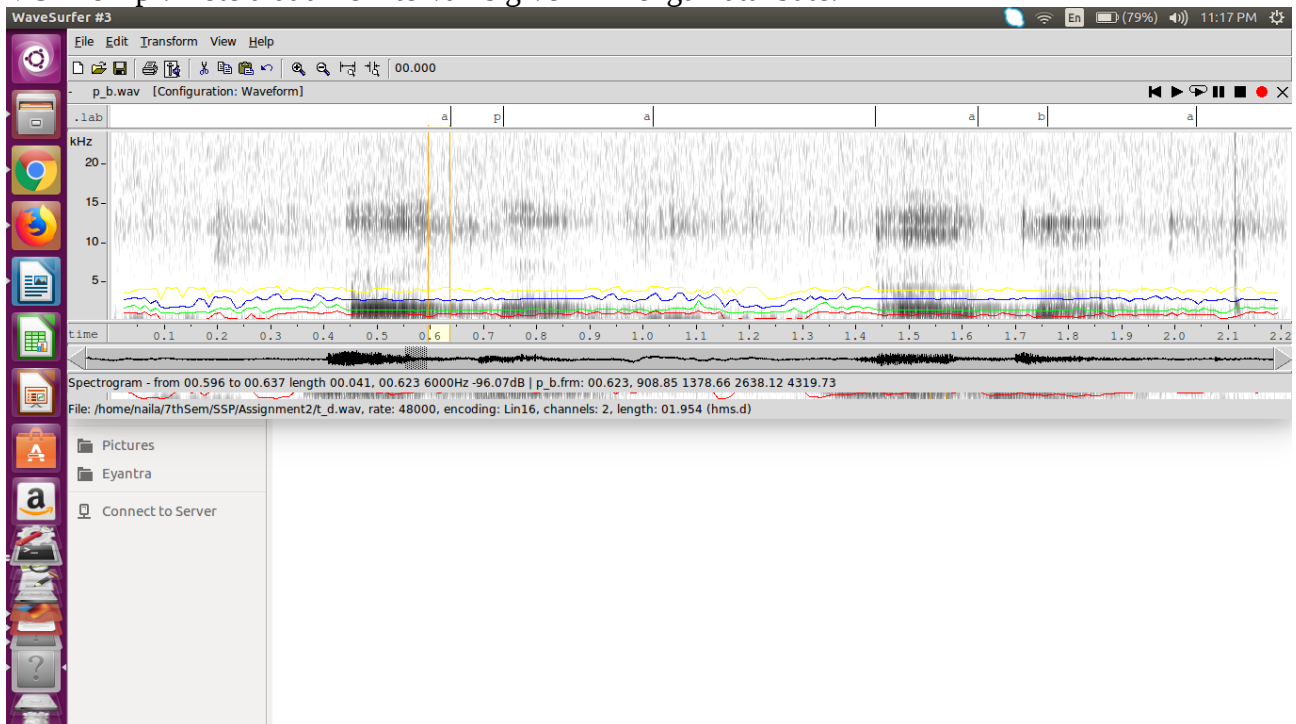 WaveSurfer #3 En (79%) 11:17 PM
File Edit Transform View Help
00.000
- p_b.wav [Configuration: Waveform]
.lab a p a a b a
kHz
20
15
10
5
time 0.1 0.2 0.3 0.4 0.5 0.6 0.7 0.8 0.9 1.0 1.1 1.2 1.3 1.4 1.5 1.6 1.7 1.8 1.9 2.0 2.1 2.2
Spectrogram - from 00.596 to 00.637 length 00.041, 00.623 6000Hz -96.07dB | p_b.frm: 00.623, 908.85 1378.66 2638.12 4319.73
File: /home/naila/7thSem/SSP/Assignment2/t_d.wav, rate: 48000, encoding: Lin16, channels: 2, length: 01.954 (hms.d)
Pictures
Eyantra
Connect to Server